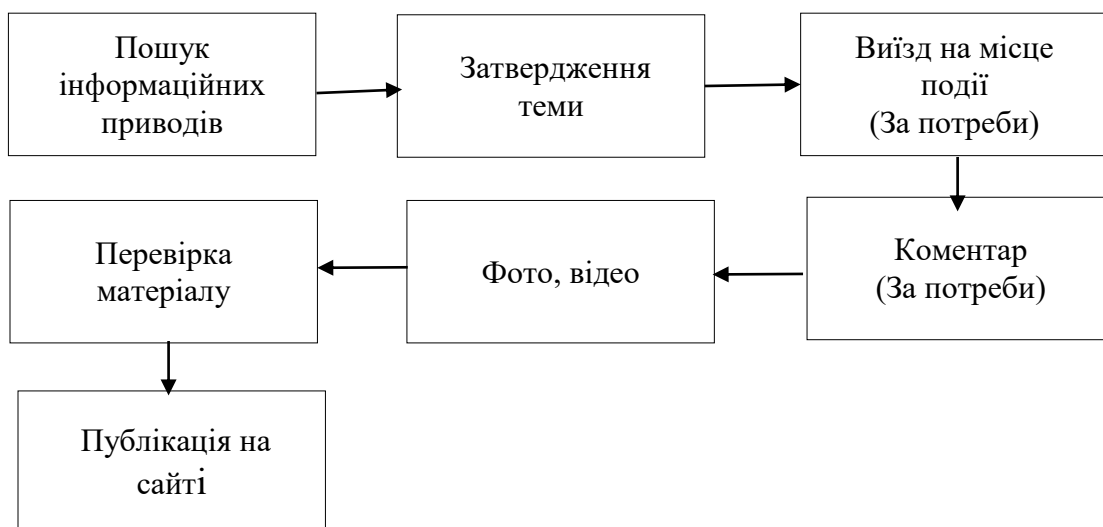 Пошук
інформаційних
приводів
Затвердження
теми
Виїзд на місце
події
(За потреби)
Коментар
(За потреби)
Фото, відео
Перевірка
матеріалу
Публікація на
сайті